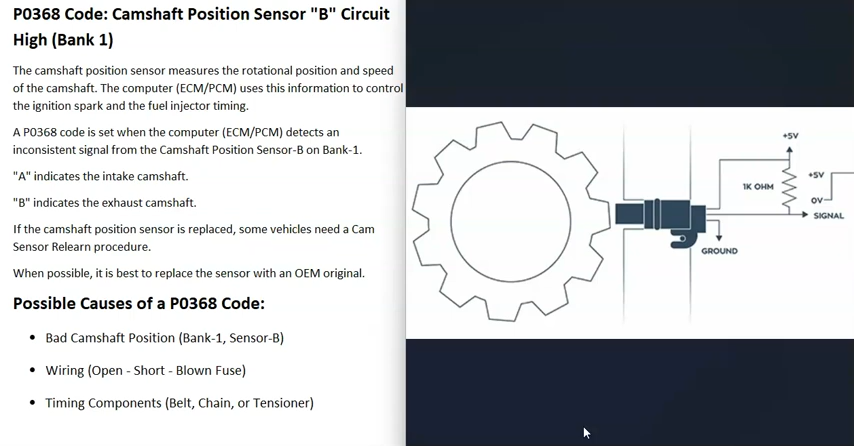 P0368 Code: Camshaft Position Sensor "B" Circuit
High (Bank 1)
The camshaft position sensor measures the rotational position and speed
of the camshaft. The computer (ECM/PCM) uses this information to control
the ignition spark and the fuel injector timing.
A P0368 code is set when the computer (ECM/PCM) detects an
inconsistent signal from the Camshaft Position Sensor-B on Bank-1.
"A" indicates the intake camshaft.
"B" indicates the exhaust camshaft.
If the camshaft position sensor is replaced, some vehicles need a Cam
Sensor Relearn procedure.
When possible, it is best to replace the sensor with an OEM original.
Possible Causes of a P0368 Code:
• Bad Camshaft Position (Bank-1, Sensor-B)
• Wiring (Open - Short - Blown Fuse)
• Timing Components (Belt, Chain, or Tensioner)
+5V
1K OHM
+5V
0V
SIGNAL
GROUND